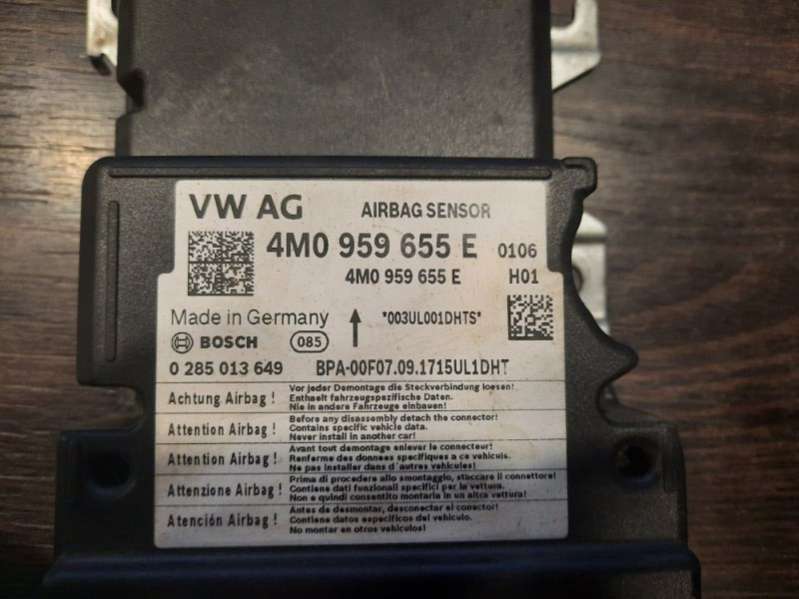 VW AG AIRBAG SENSOR
4M0 959 655 E 0106
4M0 959 655 E H01
Made in Germany *003UL001DHTS*
BOSCH 085
0 285 013 649 BPA-00F07.09.1715UL1DHT
Achtung Airbag !
Vor jeder Demontage die Steckverbindung loesen!
Enthaelt fahrzeugspezifische Daten.
Nie in andere Fahrzeuge einbauen!
Attention Airbag !
Before any disassembly detach the connector!
Contains specific vehicle data.
Never install in another car!
Attention Airbag !
Avant tout demontage enlever le connecteur!
Renferme des donnees specifiques a ce vehicule.
Ne pas installer dans d'autres vehicules!
Attenzione Airbag !
Prima di procedere allo smontaggio, staccare il connettore!
Contiene dati funzionali specifici per la vettura.
Non e quindi consentito montarla in un altra vettura!
Atención Airbag !
Antes de desmontar, desconectar el conector!
Contiene datos especificos del vehiculo.
No montar en otros vehiculos!